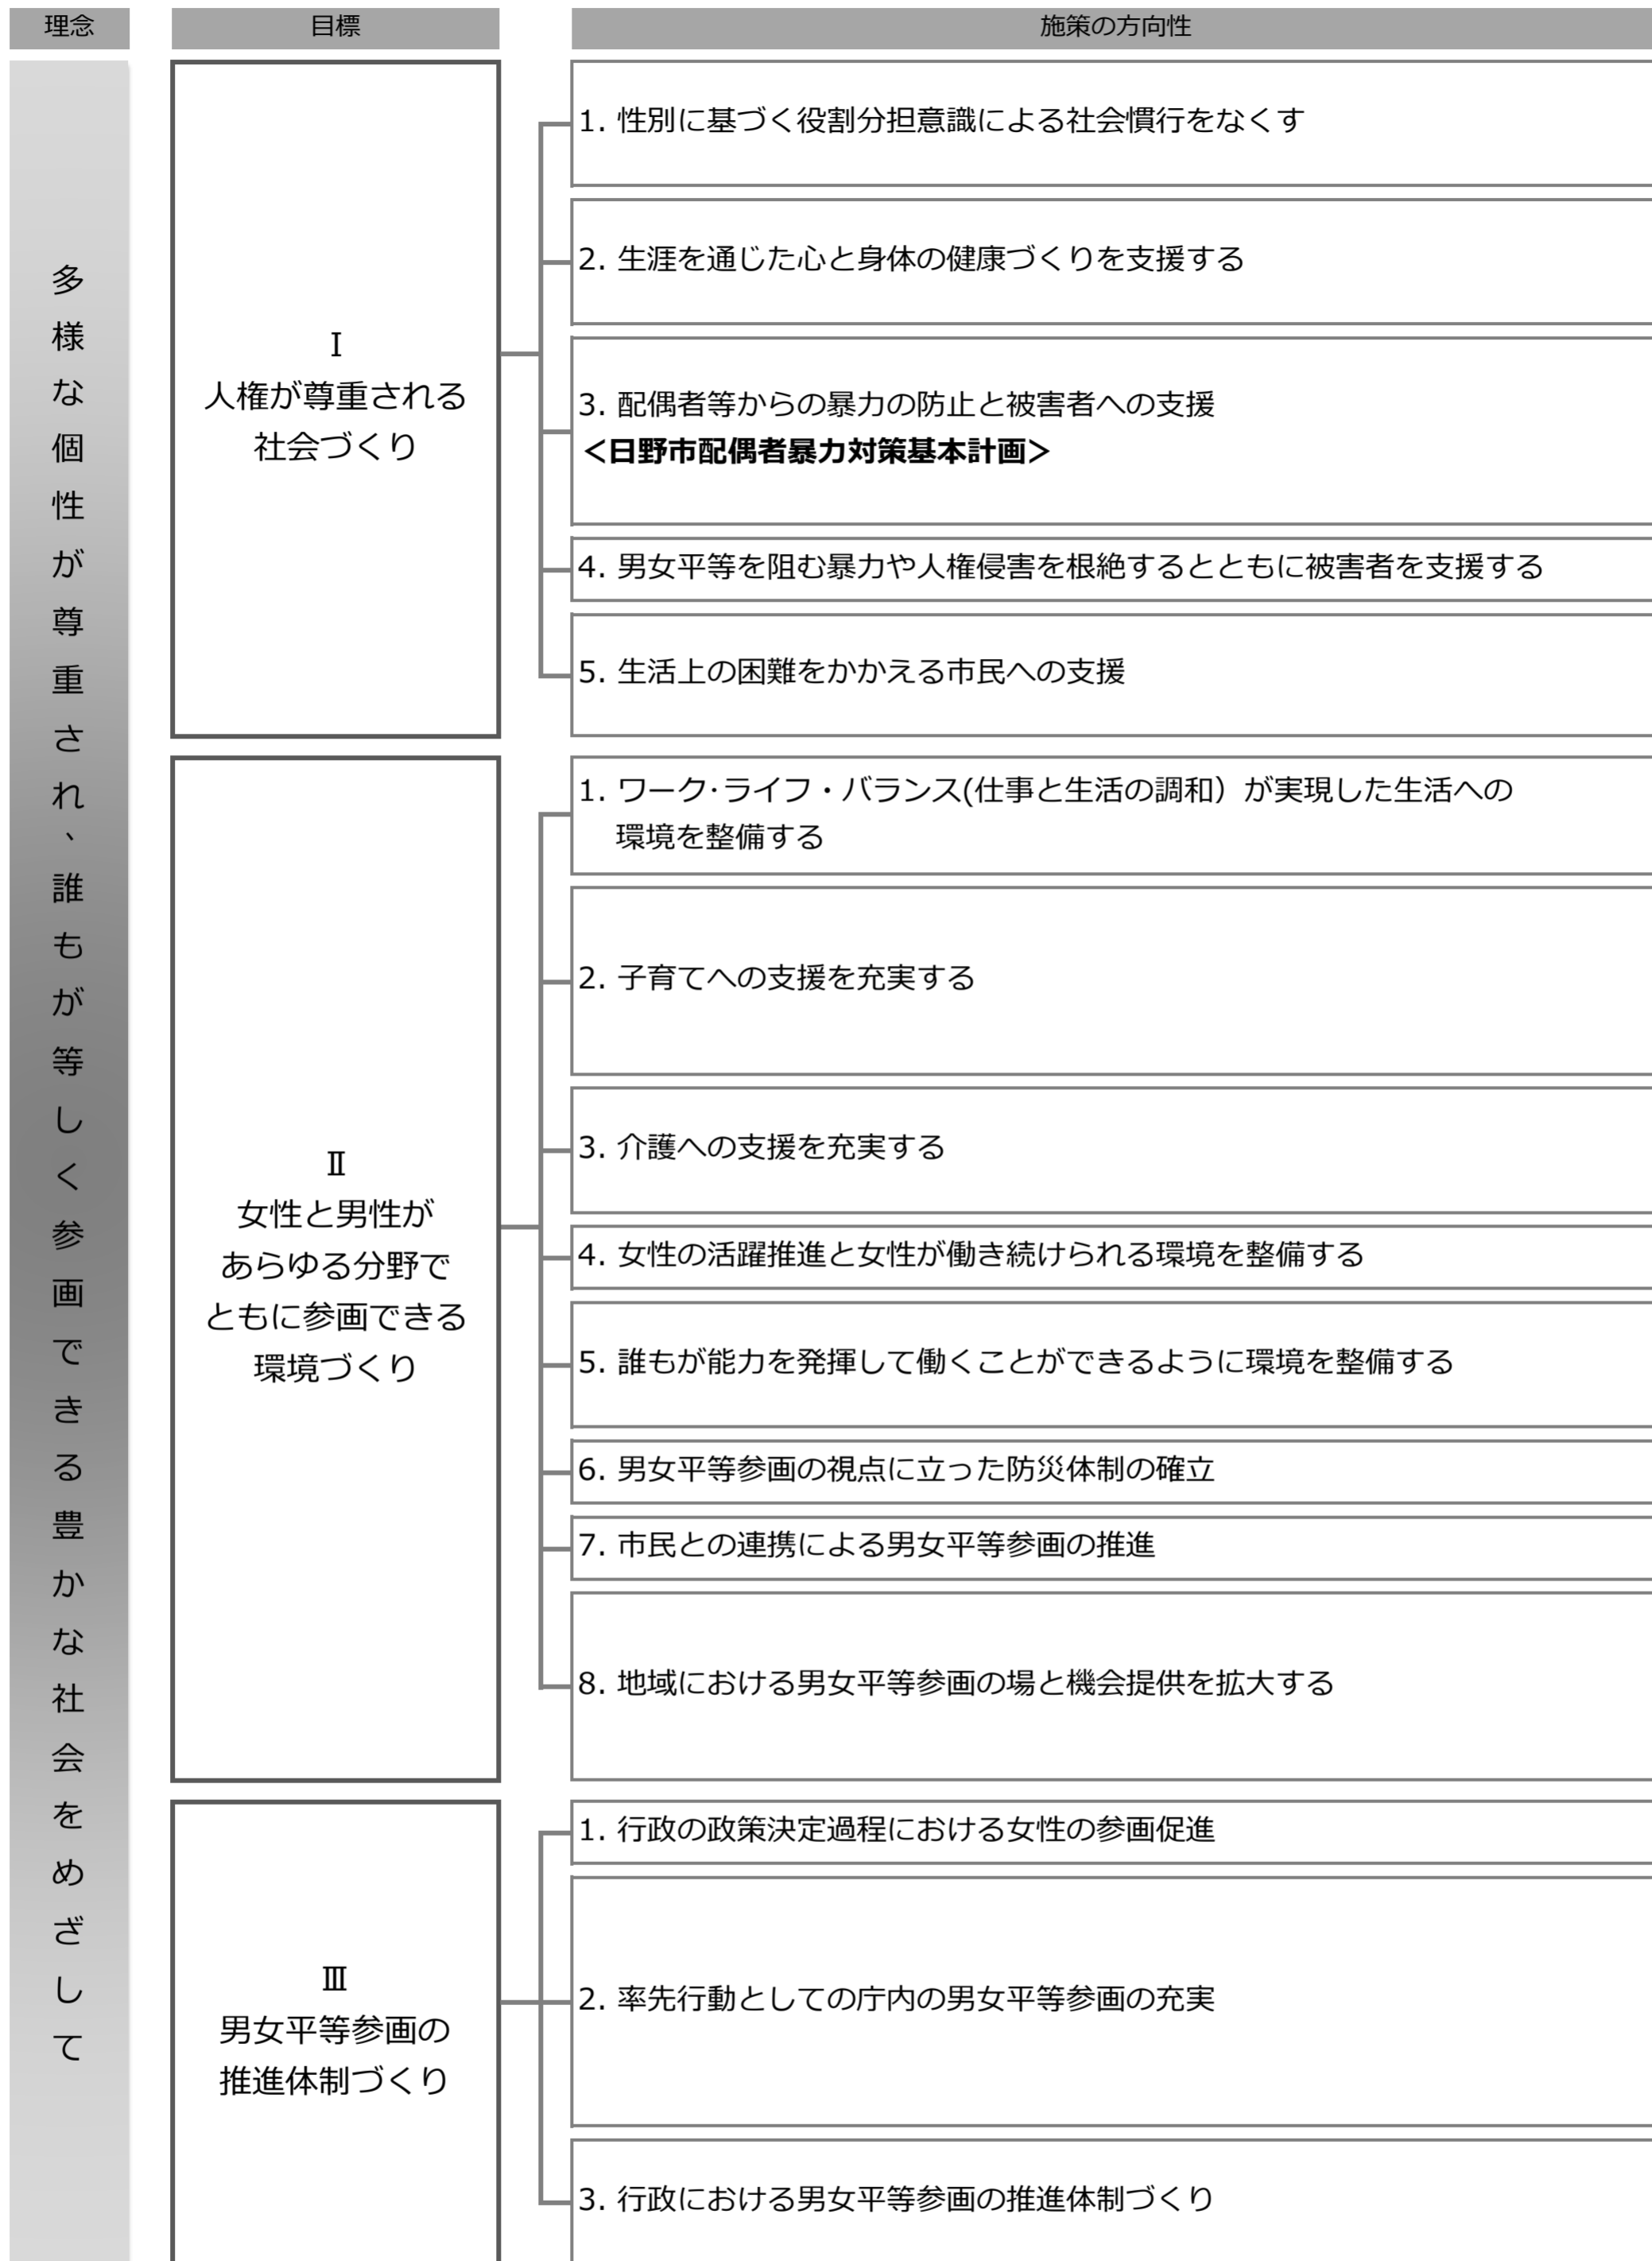 理念
目標
施策の方向性
多様な個性が尊重され、誰もが等しく参画できる豊かな社会をめざして
Ⅰ
人権が尊重される
社会づくり
1. 性別に基づく役割分担意識による社会慣行をなくす
2. 生涯を通じた心と身体の健康づくりを支援する
3. 配偶者等からの暴力の防止と被害者への支援
<日野市配偶者暴力対策基本計画>
4. 男女平等を阻む暴力や人権侵害を根絶するとともに被害者を支援する
5. 生活上の困難をかかえる市民への支援
Ⅱ
女性と男性が
あらゆる分野で
ともに参画できる
環境づくり
1. ワーク･ライフ・バランス(仕事と生活の調和）が実現した生活への
環境を整備する
2. 子育てへの支援を充実する
3. 介護への支援を充実する
4. 女性の活躍推進と女性が働き続けられる環境を整備する
5. 誰もが能力を発揮して働くことができるように環境を整備する
6. 男女平等参画の視点に立った防災体制の確立
7. 市民との連携による男女平等参画の推進
8. 地域における男女平等参画の場と機会提供を拡大する
Ⅲ
男女平等参画の
推進体制づくり
1. 行政の政策決定過程における女性の参画促進
2. 率先行動としての庁内の男女平等参画の充実
3. 行政における男女平等参画の推進体制づくり